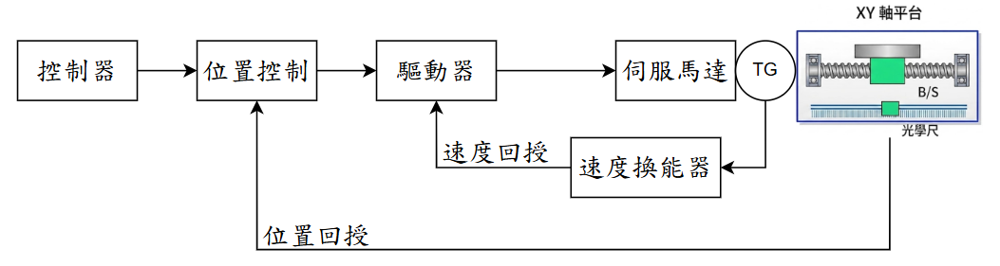 XY 軸平台
控制器
位置控制
驅動器
伺服馬達
TG
B/S
光學尺
速度回授
速度換能器
位置回授